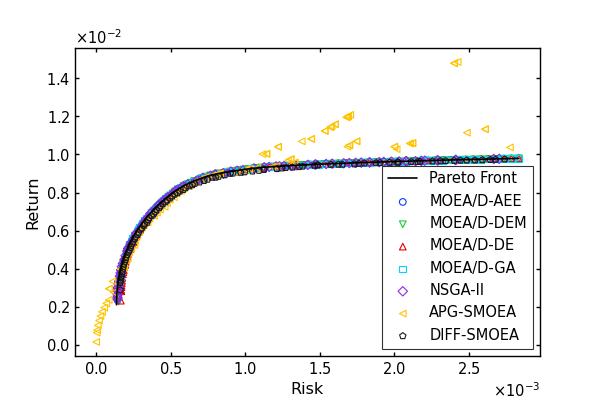 ×10⁻²
Return
1.4
1.2
1.0
0.8
0.6
0.4
0.2
0.0
Pareto Front
MOEA/D-AEE
MOEA/D-DEM
MOEA/D-DE
MOEA/D-GA
NSGA-II
APG-SMOEA
DIFF-SMOEA
0.0 0.5 1.0 1.5 2.0 2.5
Risk
×10⁻³